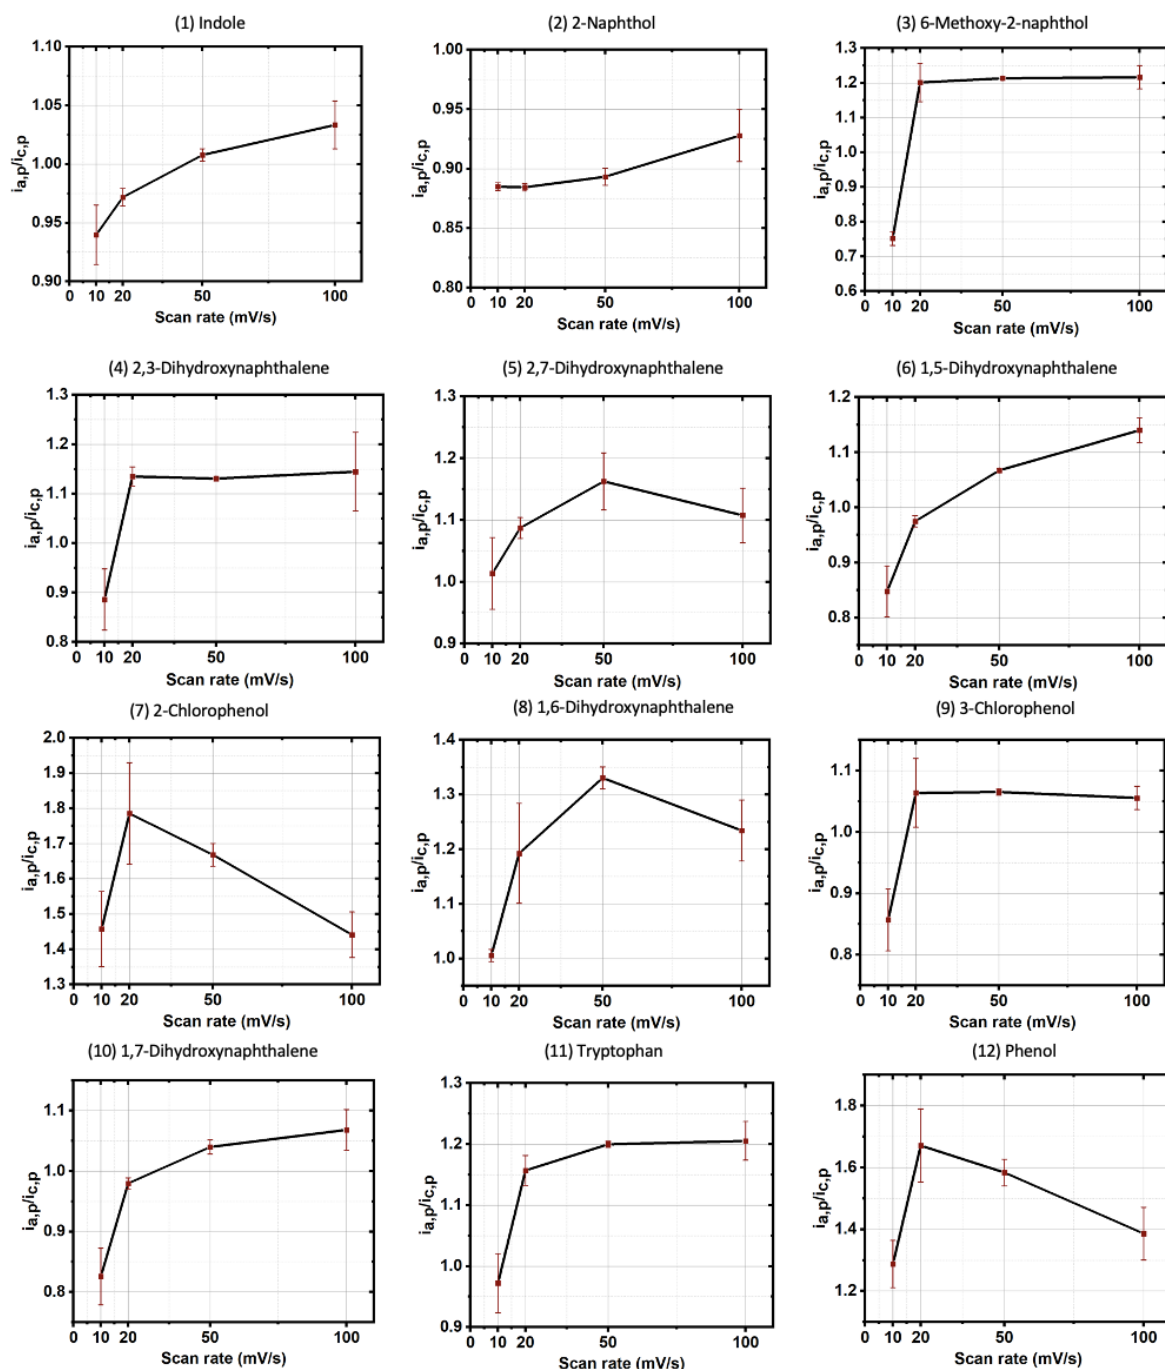 (1) Indole
1.10
1.05
1.00
0.95
0.90
ia,p/ic,p
0 10 20 50 100
Scan rate (mV/s)
(2) 2-Naphthol
1.00
0.95
0.90
0.85
0.80
ia,p/ic,p
0 10 20 50 100
Scan rate (mV/s)
(3) 6-Methoxy-2-naphthol
1.3
1.2
1.1
1.0
0.9
0.8
0.7
0.6
ia,p/ic,p
0 10 20 50 100
Scan rate (mV/s)
(4) 2,3-Dihydroxynaphthalene
1.3
1.2
1.1
1.0
0.9
0.8
ia,p/ic,p
0 10 20 50 100
Scan rate (mV/s)
(5) 2,7-Dihydroxynaphthalene
1.3
1.2
1.1
1.0
0.9
ia,p/ic,p
0 10 20 50 100
Scan rate (mV/s)
(6) 1,5-Dihydroxynaphthalene
1.2
1.1
1.0
0.9
0.8
ia,p/ic,p
0 10 20 50 100
Scan rate (mV/s)
(7) 2-Chlorophenol
2.0
1.9
1.8
1.7
1.6
1.5
1.4
1.3
ia,p/ic,p
0 10 20 50 100
Scan rate (mV/s)
(8) 1,6-Dihydroxynaphthalene
1.4
1.3
1.2
1.1
1.0
ia,p/ic,p
0 10 20 50 100
Scan rate (mV/s)
(9) 3-Chlorophenol
1.1
1.0
0.9
0.8
ia,p/ic,p
0 10 20 50 100
Scan rate (mV/s)
(10) 1,7-Dihydroxynaphthalene
1.1
1.0
0.9
0.8
ia,p/ic,p
0 10 20 50 100
Scan rate (mV/s)
(11) Tryptophan
1.3
1.2
1.1
1.0
0.9
ia,p/ic,p
0 10 20 50 100
Scan rate (mV/s)
(12) Phenol
1.8
1.6
1.4
1.2
ia,p/ic,p
0 10 20 50 100
Scan rate (mV/s)